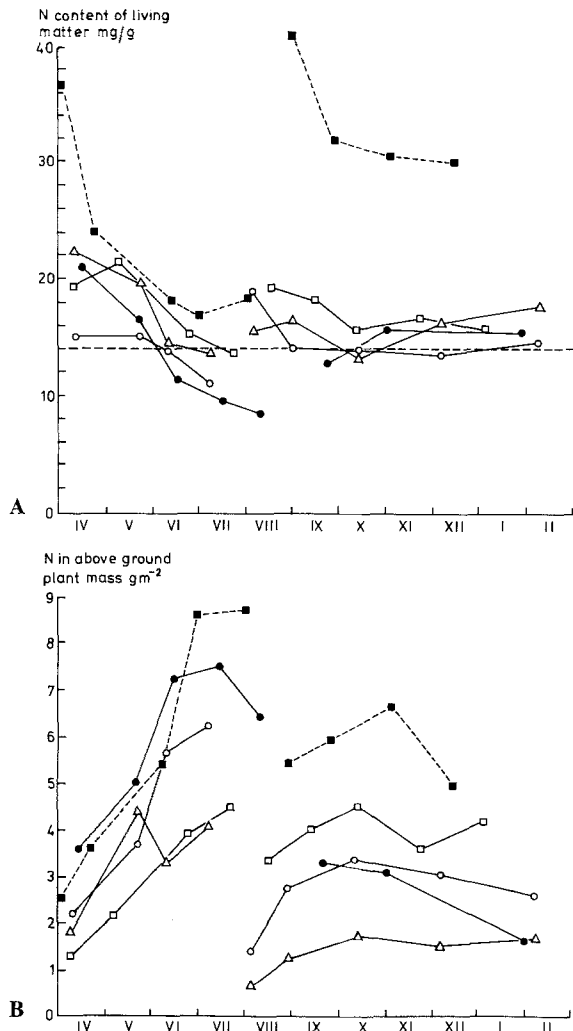 N content of living
matter mg/g
40
30
20
10
0
A
IV V VI VII VIII IX X XI XII I II
N in above ground
plant mass gm⁻²
9
8
7
6
5
4
3
2
1
0
B
IV V VI VII VIII IX X XI XII I II